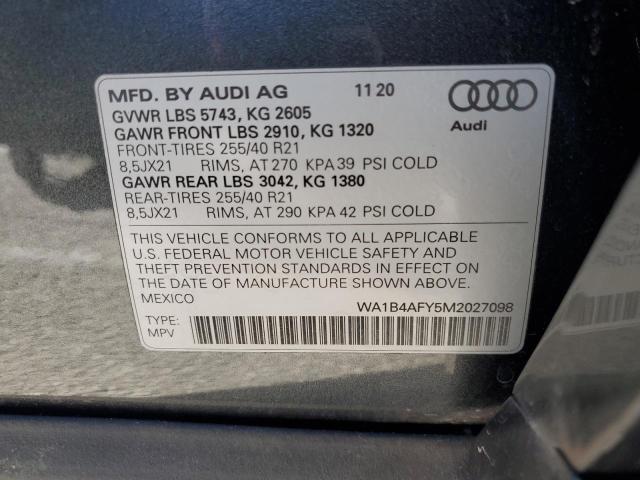 MFD. BY AUDI AG 11 20
GVWR LBS 5743, KG 2605
GAWR FRONT LBS 2910, KG 1320
FRONT-TIRES 255/40 R21
8,5JX21 RIMS, AT 270 KPA 39 PSI COLD
GAWR REAR LBS 3042, KG 1380
REAR-TIRES 255/40 R21
8,5JX21 RIMS, AT 290 KPA 42 PSI COLD
Audi
THIS VEHICLE CONFORMS TO ALL APPLICABLE
U.S. FEDERAL MOTOR VEHICLE SAFETY AND
THEFT PREVENTION STANDARDS IN EFFECT ON
THE DATE OF MANUFACTURE SHOWN ABOVE.
MEXICO WA1B4AFY5M2027098
TYPE:
MPV